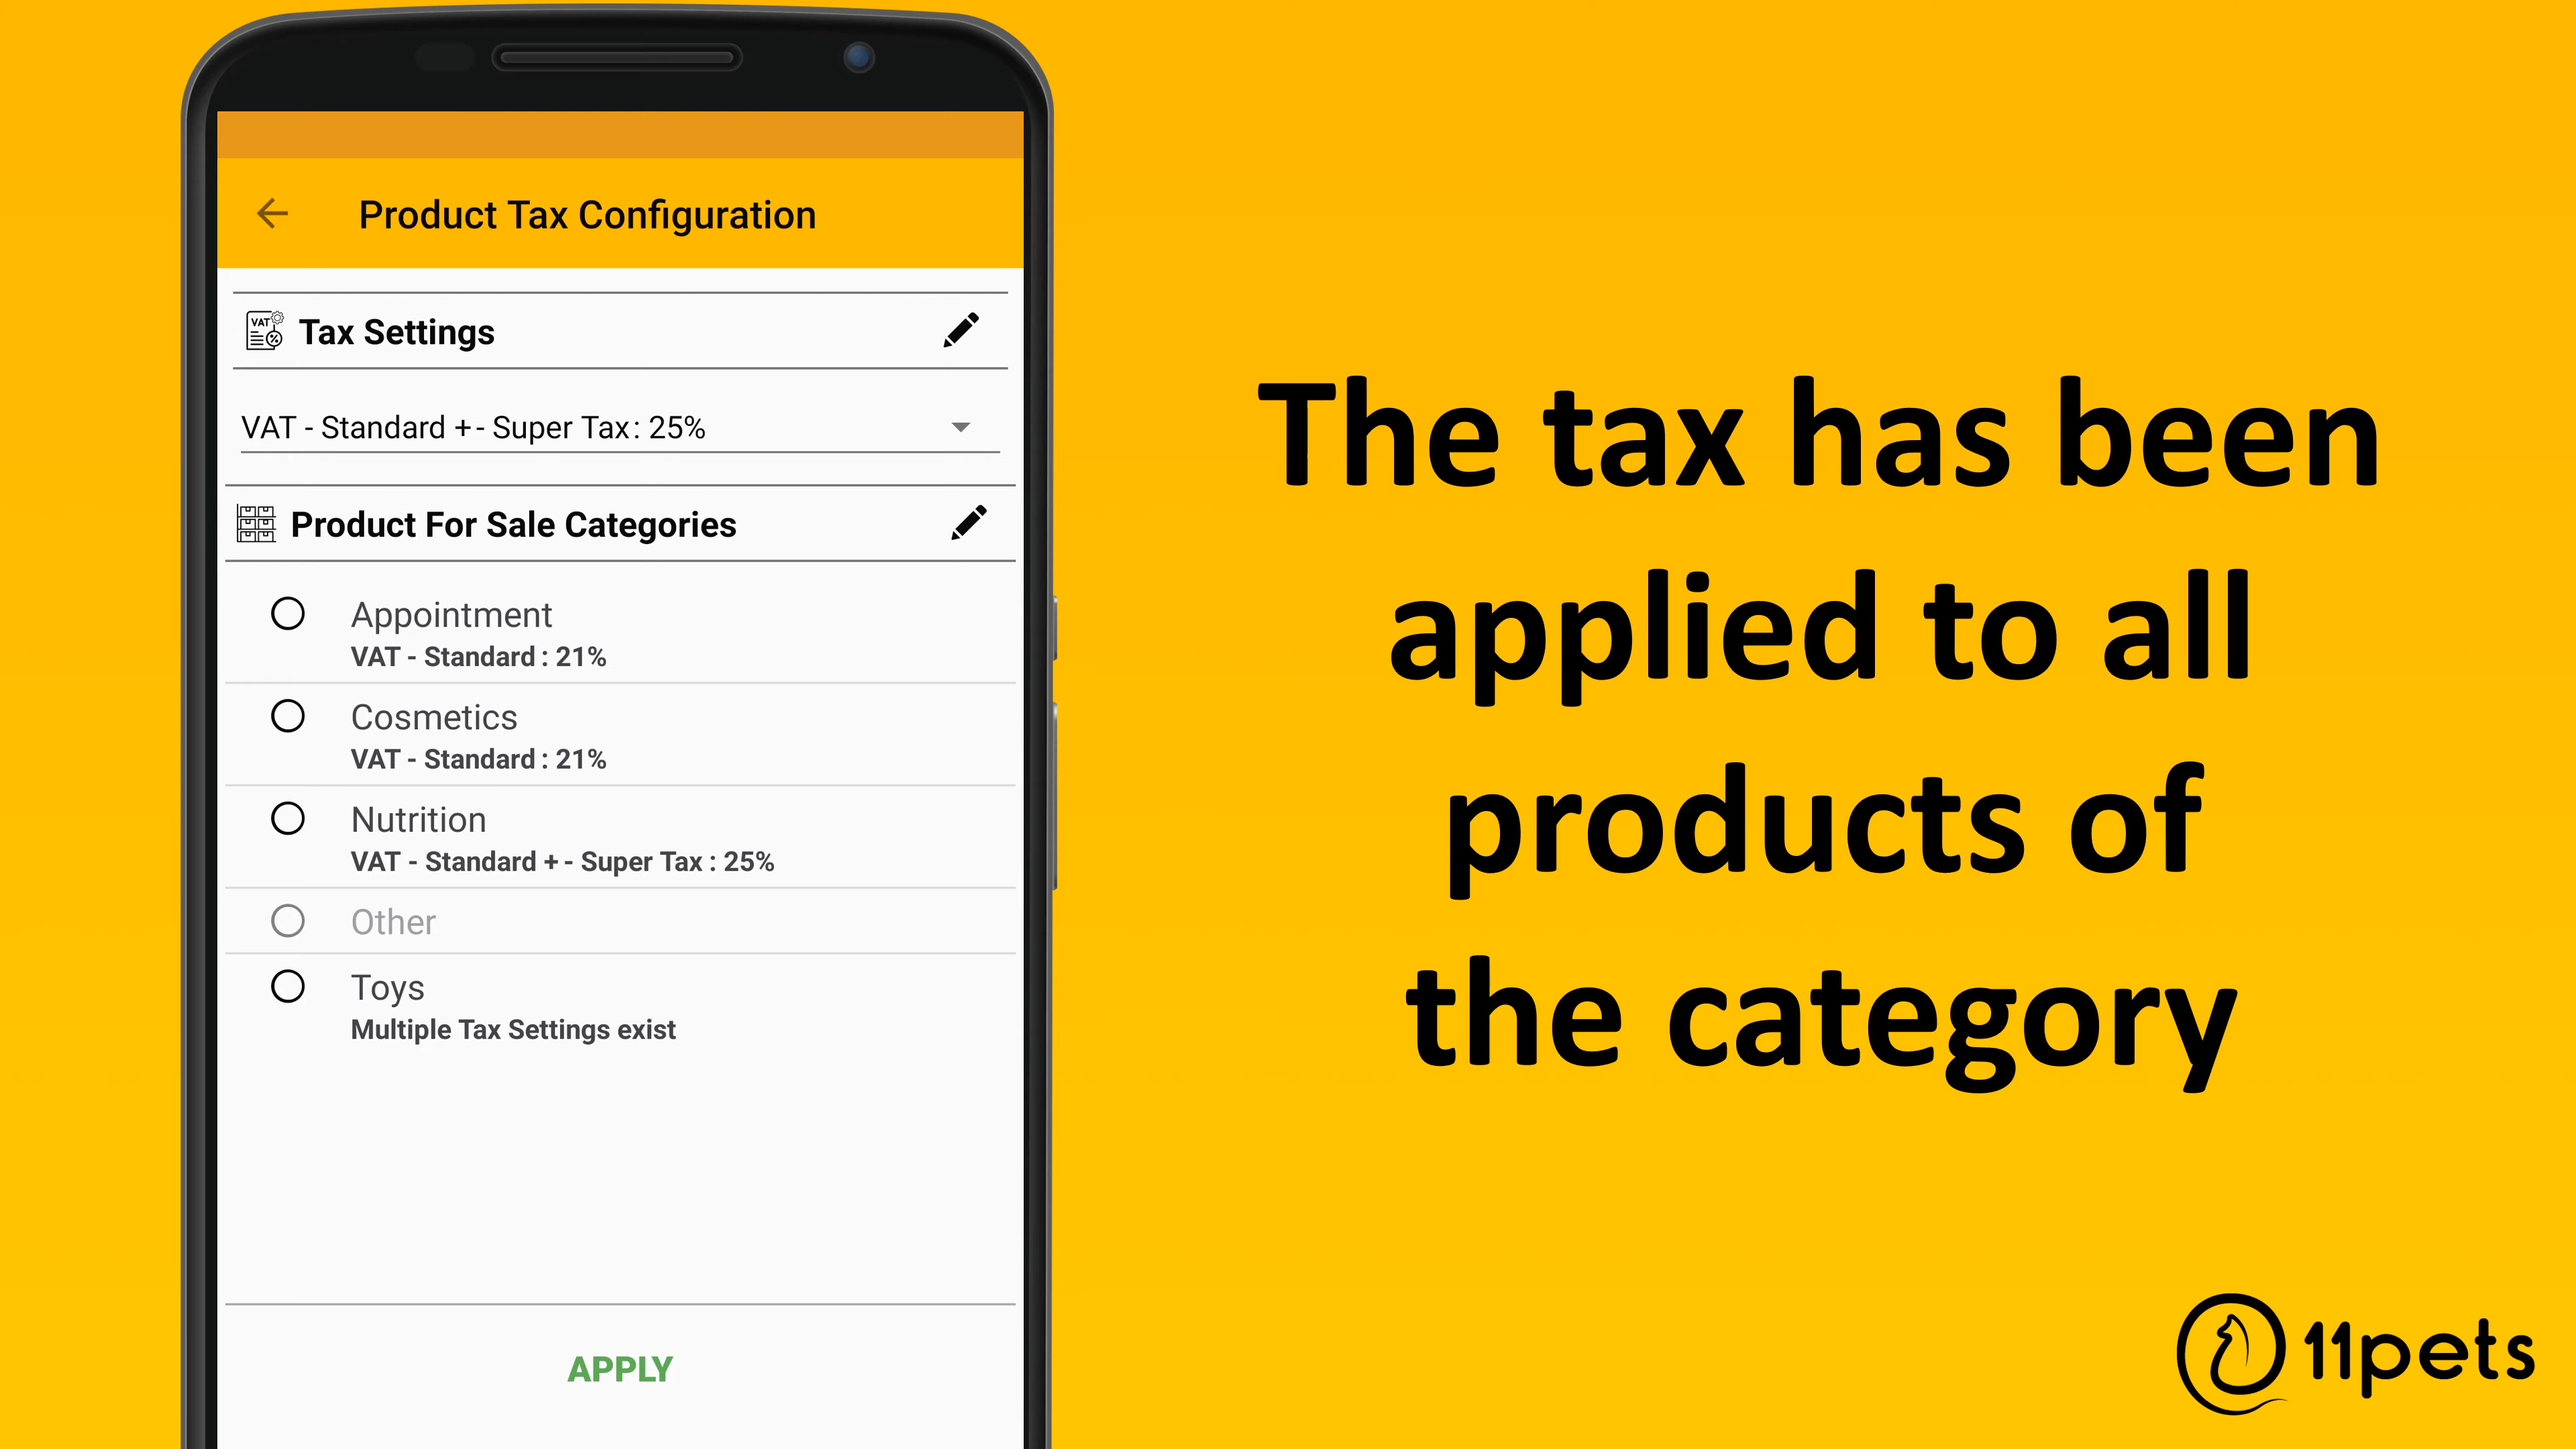 Product Tax Configuration
VAT
%
Tax Settings
VAT - Standard + - Super Tax: 25%
Product For Sale Categories
Appointment
VAT - Standard : 21%
Cosmetics
VAT - Standard : 21%
Nutrition
VAT - Standard + - Super Tax : 25%
Other
Toys
Multiple Tax Settings exist
APPLY
The tax has been
applied to all
products of
the category
11pets